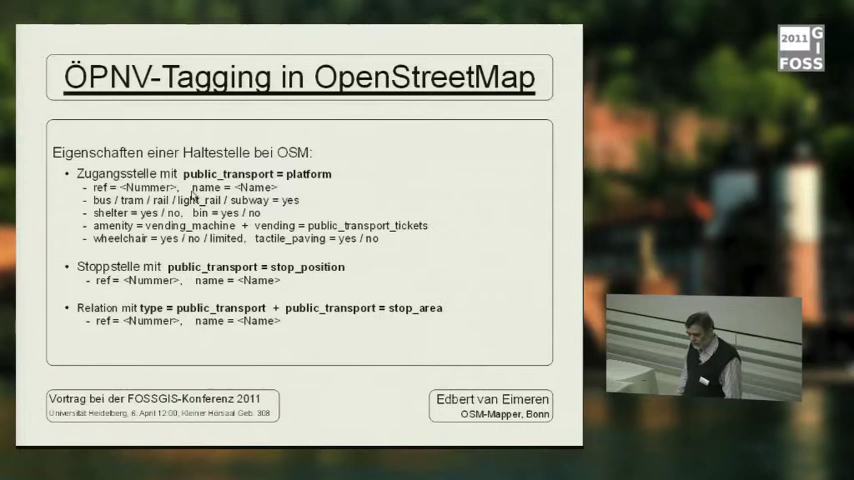 ÖPNV-Tagging in OpenStreetMap
Eigenschaften einer Haltestelle bei OSM:
• Zugangsstelle mit public_transport = platform
- ref = <Nummer>, name = <Name>
- bus / tram / rail / light_rail / subway = yes
- shelter = yes / no, bin = yes / no
- amenity = vending_machine + vending = public_transport_tickets
- wheelchair = yes / no / limited, tactile_paving = yes / no
• Stoppstelle mit public_transport = stop_position
- ref = <Nummer>, name = <Name>
• Relation mit type = public_transport + public_transport = stop_area
- ref = <Nummer>, name = <Name>
Vortrag bei der FOSSGIS-Konferenz 2011
Universität Heidelberg, 6. April 12:00, Kleiner Hörsaal Geb. 308
Edbert van Eimeren
OSM-Mapper, Bonn
2011 G
I
FOSS